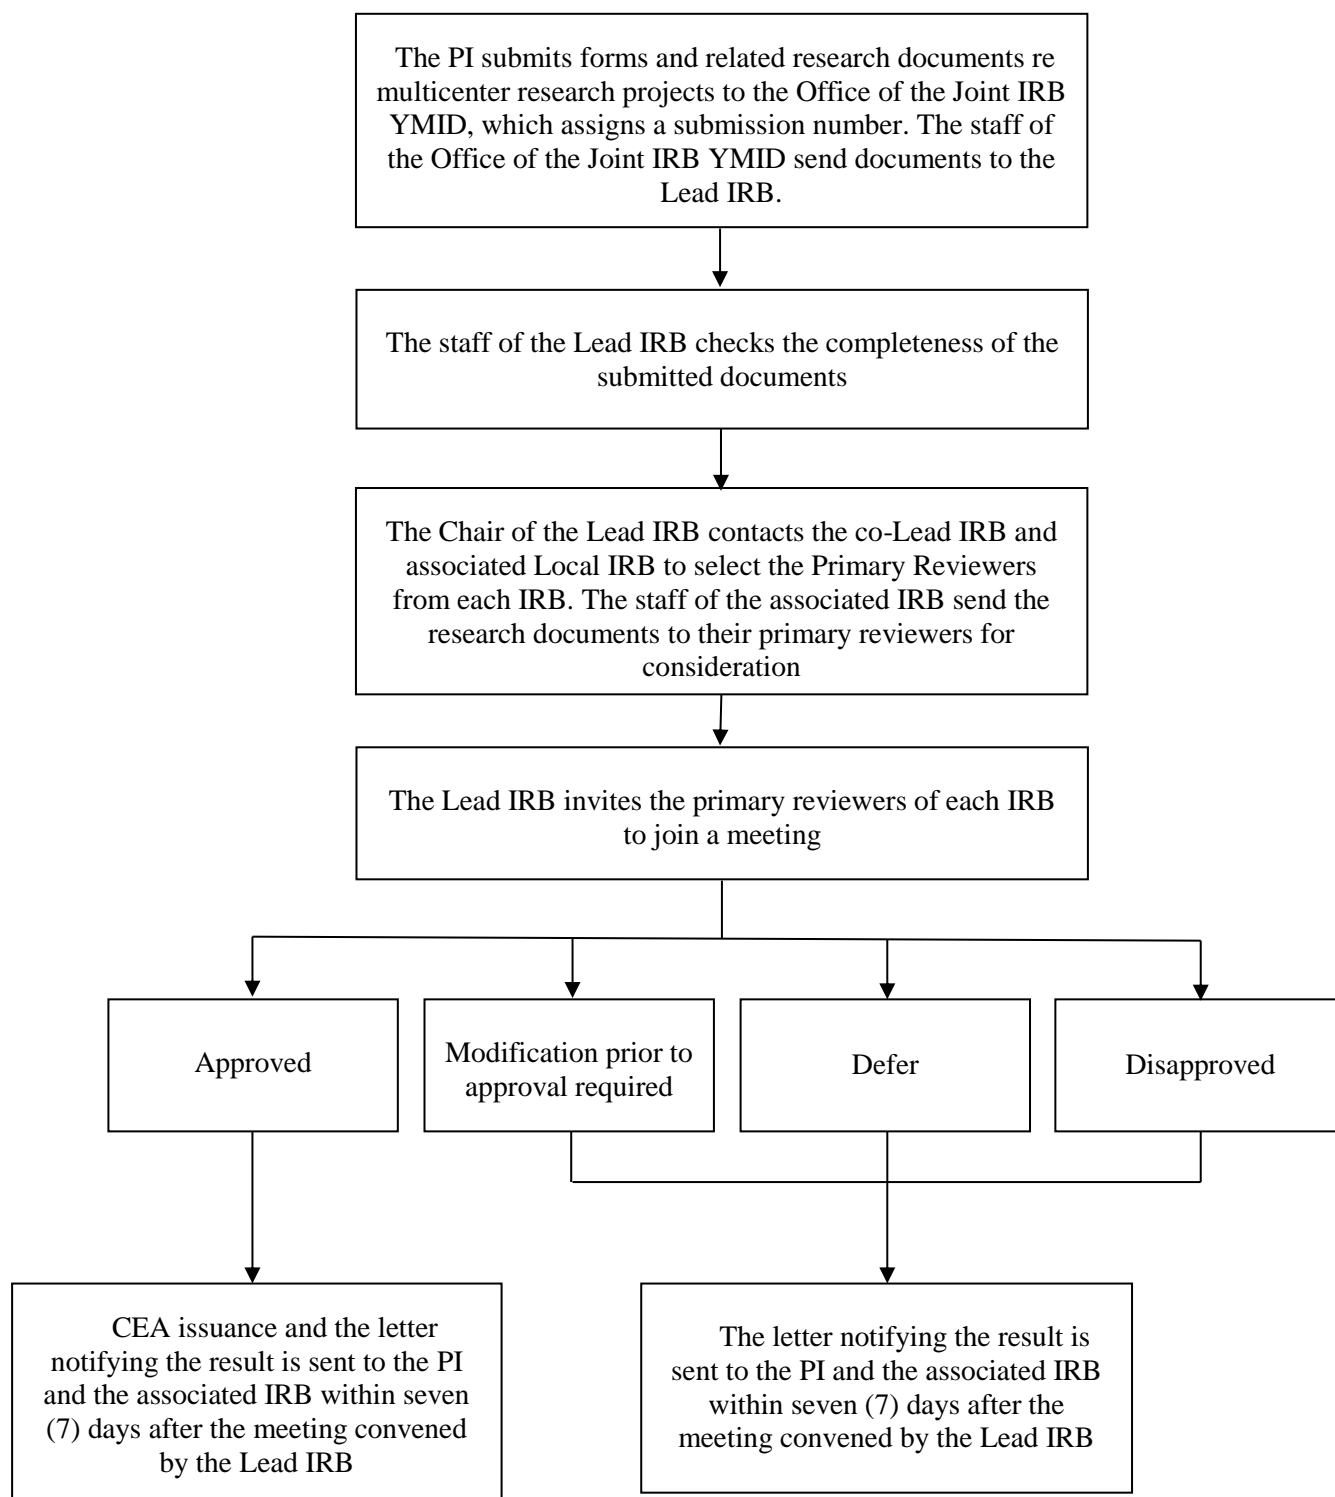 The PI submits forms and related research documents re
multicenter research projects to the Office of the Joint IRB
YMID, which assigns a submission number. The staff of
the Office of the Joint IRB YMID send documents to the
Lead IRB.
The staff of the Lead IRB checks the completeness of the
submitted documents
The Chair of the Lead IRB contacts the co-Lead IRB and
associated Local IRB to select the Primary Reviewers
from each IRB. The staff of the associated IRB send the
research documents to their primary reviewers for
consideration
The Lead IRB invites the primary reviewers of each IRB
to join a meeting
Approved
Modification prior to
approval required
Defer
Disapproved
CEA issuance and the letter
notifying the result is sent to the PI
and the associated IRB within seven
(7) days after the meeting convened
by the Lead IRB
The letter notifying the result is
sent to the PI and the associated IRB
within seven (7) days after the
meeting convened by the Lead IRB